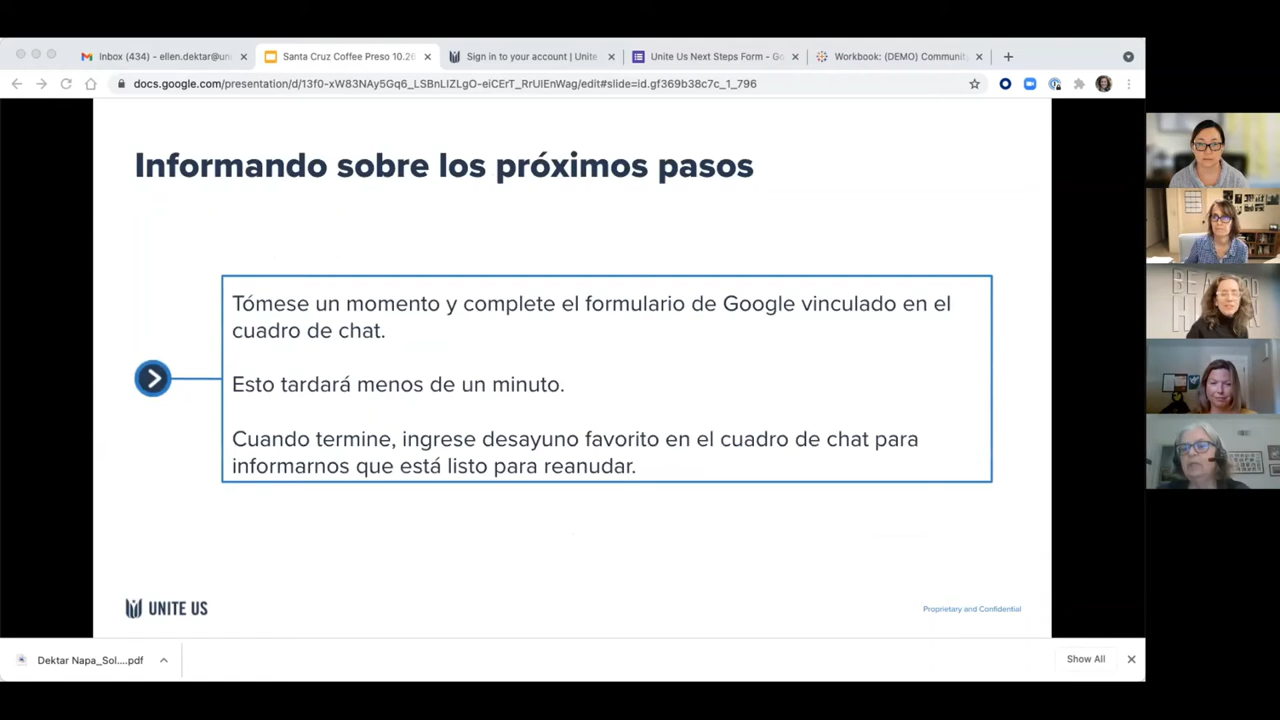 Inbox (434) - ellen.dektar@uni
Santa Cruz Coffee Preso 10.26
Sign in to your account | Unite
Unite Us Next Steps Form - Go
Workbook: (DEMO) Communit
docs.google.com/presentation/d/13f0-xW83NAy5Gq6_LSBnLIZLgO-eiCErT_RrUlEnWag/edit#slide=id.gf369b38c7c_1_796
Informando sobre los próximos pasos
Tómese un momento y complete el formulario de Google vinculado en el
cuadro de chat.
Esto tardará menos de un minuto.
Cuando termine, ingrese desayuno favorito en el cuadro de chat para
informarnos que está listo para reanudar.
UNITE US
Proprietary and Confidential
Dektar Napa_Sol....pdf
Show All